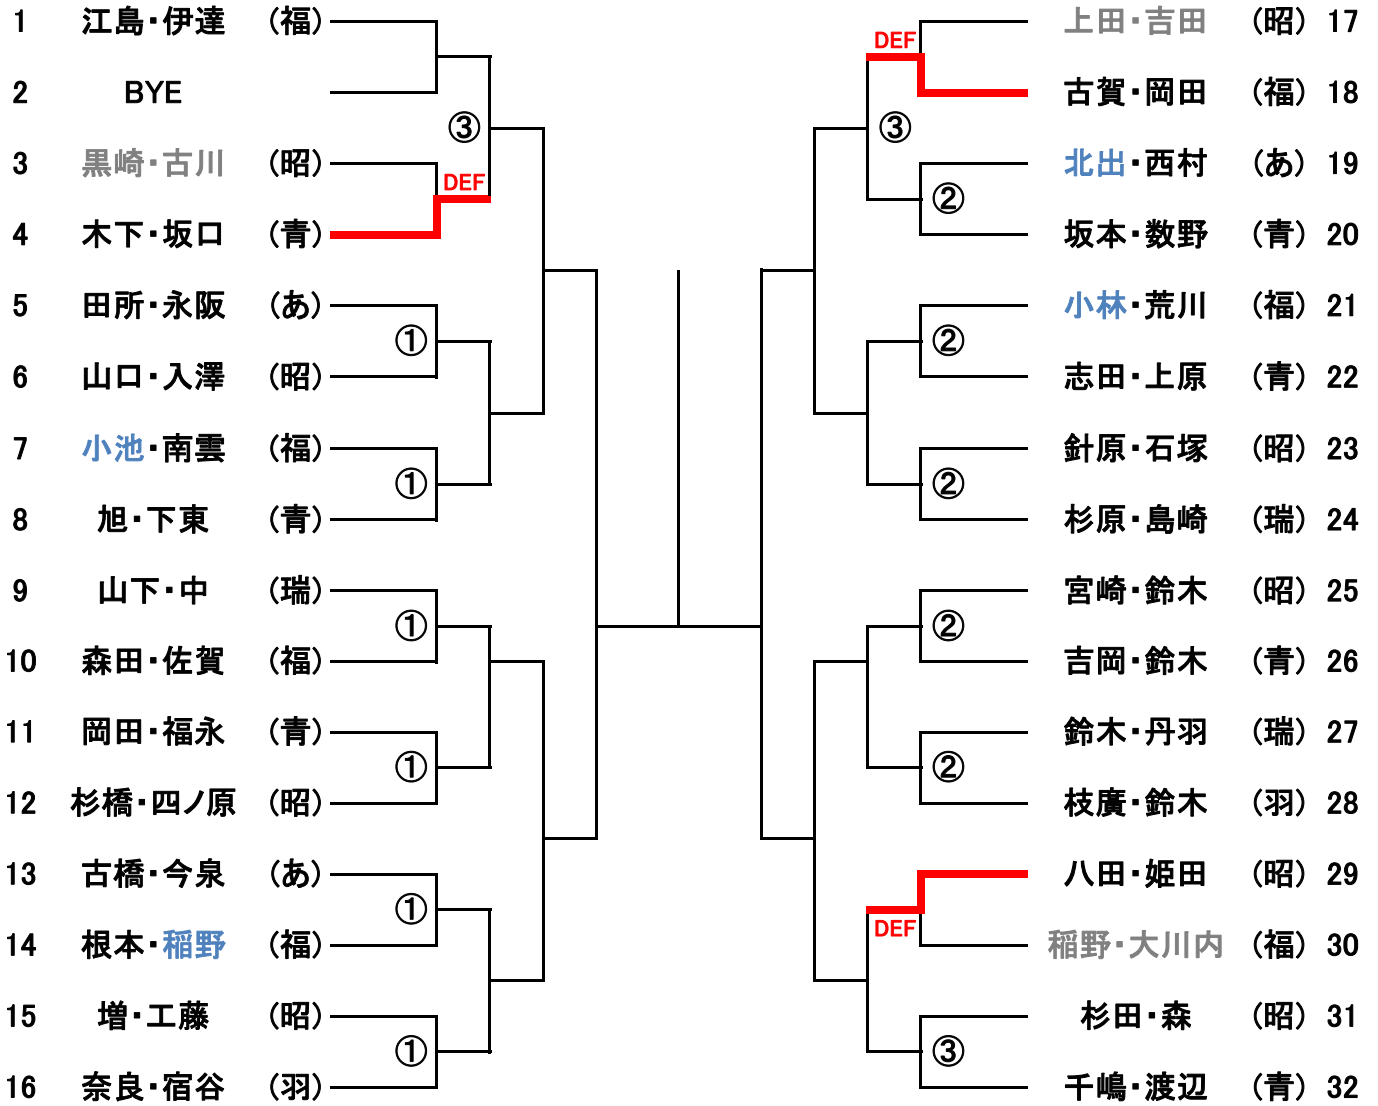 1 江島・伊達 （福）
2 BYE
③
3 黒崎・古川 （昭）
DEF
4 木下・坂口 （青）
5 田所・永阪 （あ）
①
6 山口・入澤 （昭）
7 小池・南雲 （福）
①
8 旭・下東 （青）
9 山下・中 （瑞）
①
10 森田・佐賀 （福）
11 岡田・福永 （青）
①
12 杉橋・四ノ原 （昭）
13 古橋・今泉 （あ）
①
14 根本・稲野 （福）
15 増・工藤 （昭）
①
16 奈良・宿谷 （羽）
上田・吉田 （昭） 17
DEF
古賀・岡田 （福） 18
③
北出・西村 （あ） 19
②
坂本・数野 （青） 20
小林・荒川 （福） 21
②
志田・上原 （青） 22
針原・石塚 （昭） 23
②
杉原・島崎 （瑞） 24
宮崎・鈴木 （昭） 25
②
吉岡・鈴木 （青） 26
鈴木・丹羽 （瑞） 27
②
枝廣・鈴木 （羽） 28
八田・姫田 （昭） 29
DEF
稲野・大川内 （福） 30
杉田・森 （昭） 31
③
千嶋・渡辺 （青） 32